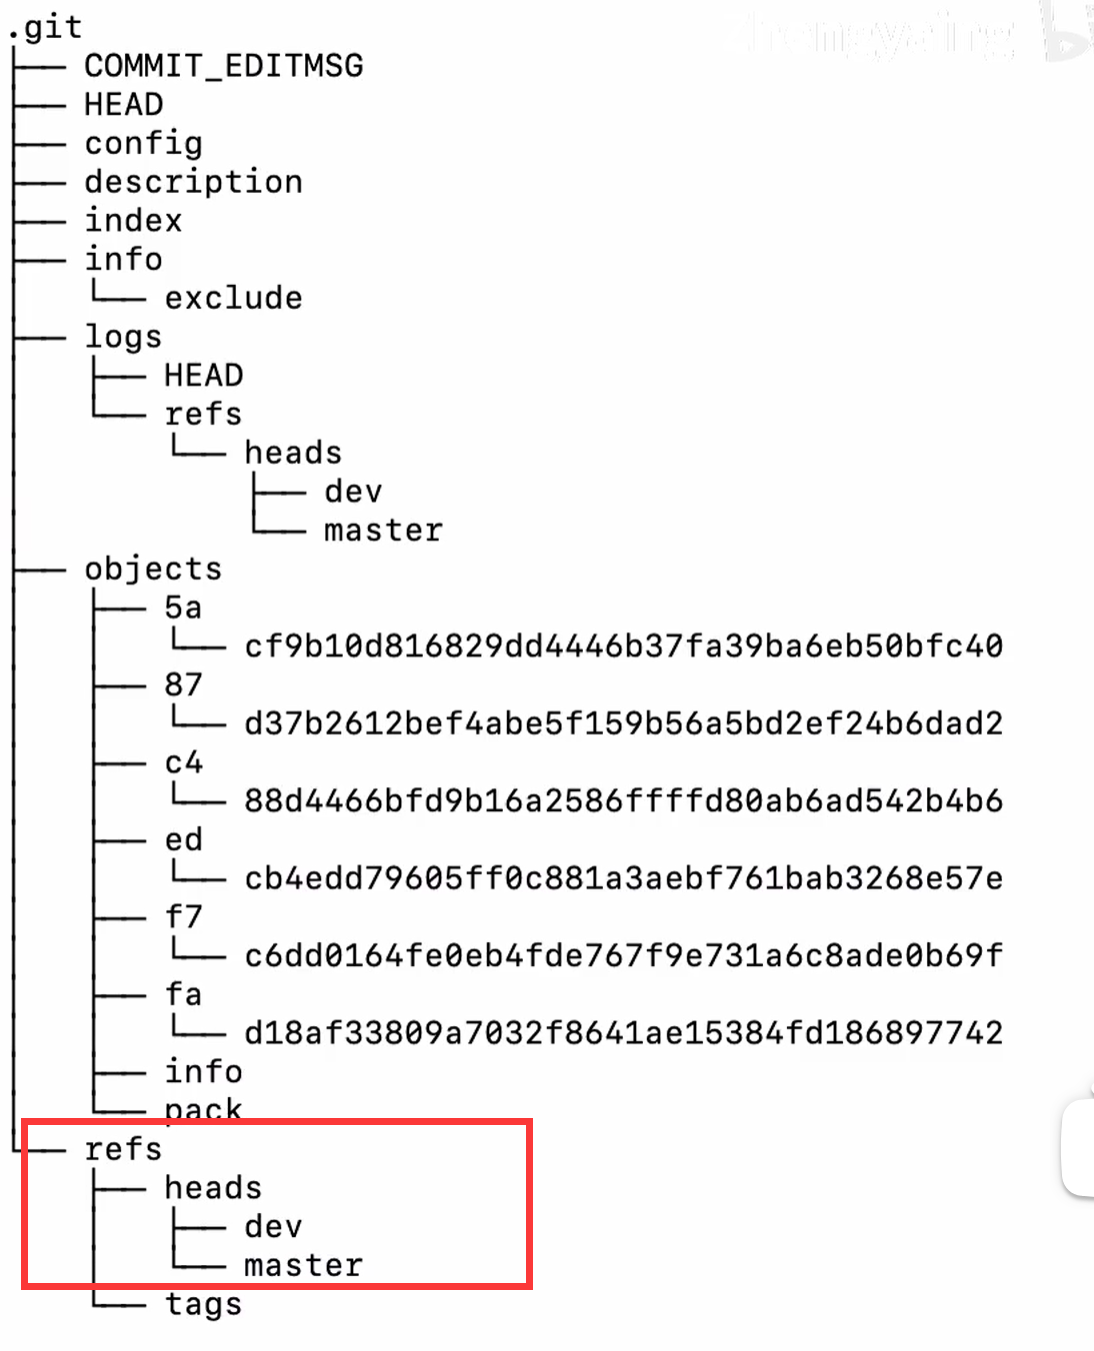 .git
COMMIT_EDITMSG
HEAD
config
description
index
info
exclude
logs
HEAD
refs
heads
dev
master
objects
5a
cf9b10d816829dd4446b37fa39ba6eb50bfc40
87
d37b2612bef4abe5f159b56a5bd2ef24b6dad2
c4
88d4466bfd9b16a2586ffffd80ab6ad542b4b6
ed
cb4edd79605ff0c881a3aebf761bab3268e57e
f7
c6dd0164fe0eb4fde767f9e731a6c8ade0b69f
fa
d18af33809a7032f8641ae15384fd186897742
info
pack
refs
heads
dev
master
tags